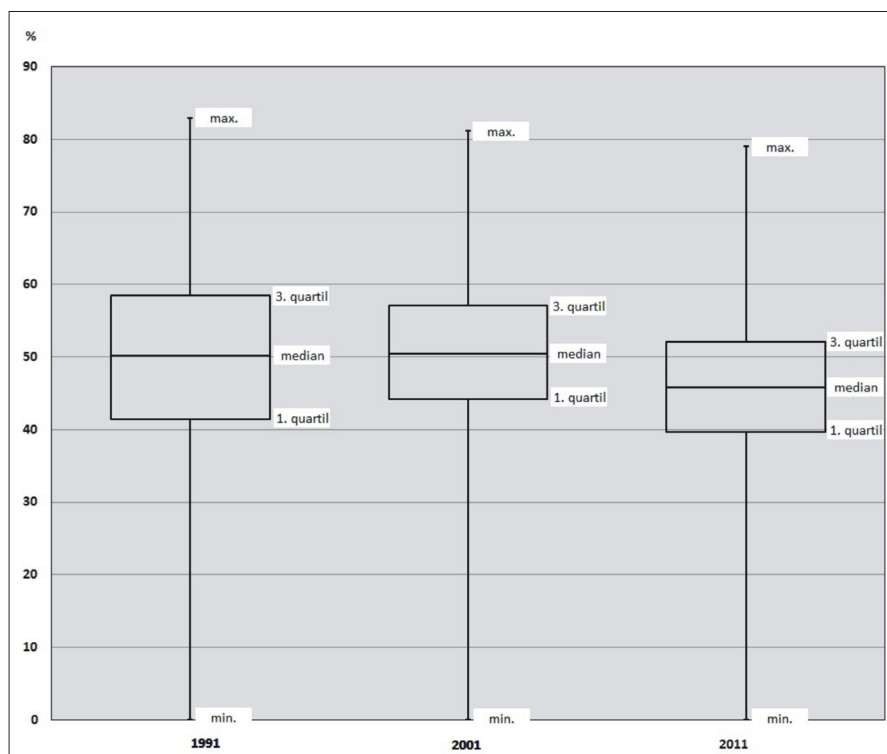 %
90
max.
80
max.
max.
70
60
3. quartil
3. quartil
3. quartil
50
median
median
median
1. quartil
40
1. quartil
1. quartil
30
20
10
0
min.
min.
min.
1991
2001
2011